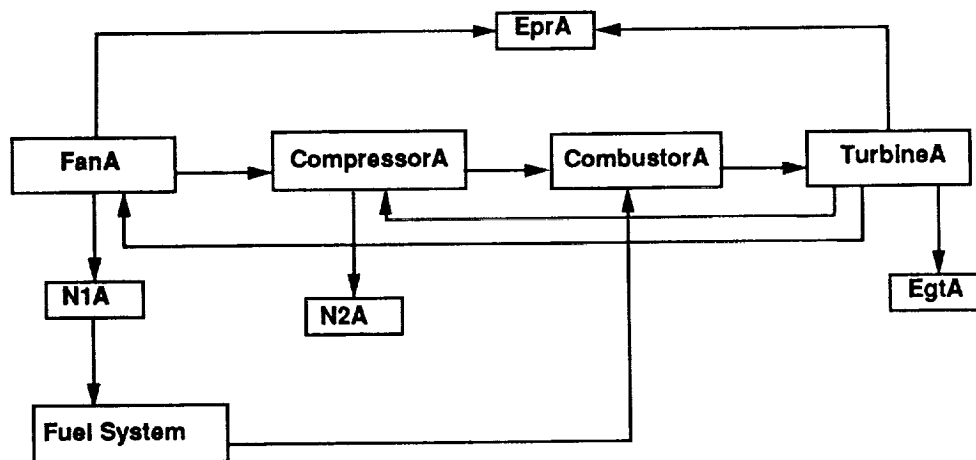 EprA
FanA
CompressorA
CombustorA
TurbineA
N1A
N2A
EgtA
Fuel System